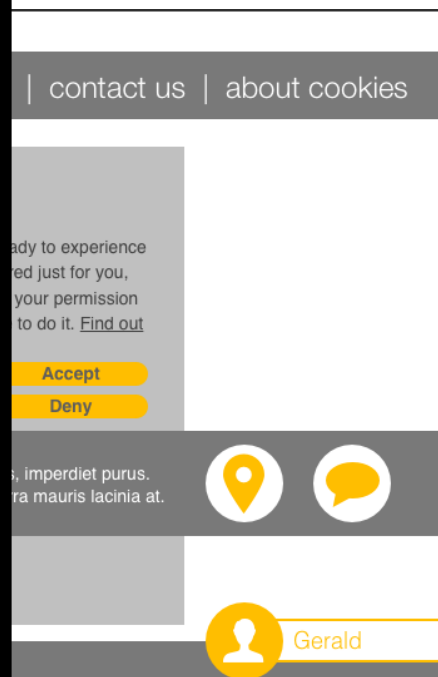 | contact us | about cookies
ady to experience
red just for you,
your permission
to do it. Find out
Accept
Deny
s, imperdiet purus.
ra mauris lacinia at.
Gerald